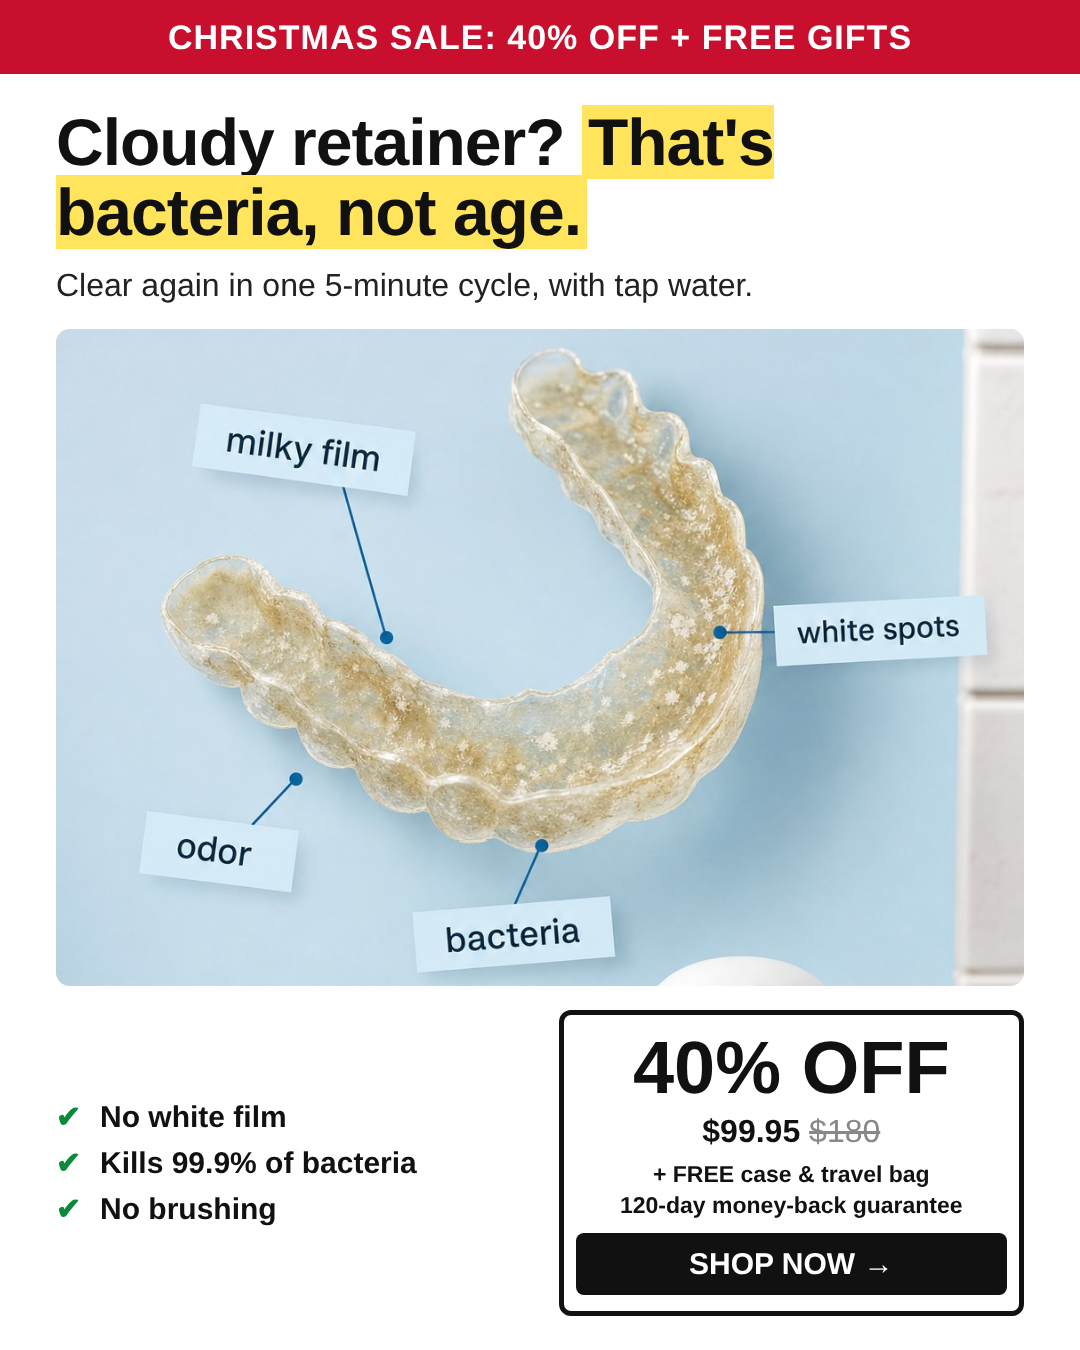 CHRISTMAS SALE: 40% OFF + FREE GIFTS
Cloudy retainer? That's
bacteria, not age.
Clear again in one 5-minute cycle, with tap water.
milky film
white spots
odor
bacteria
✔ No white film
✔ Kills 99.9% of bacteria
✔ No brushing
40% OFF
$99.95 $180
+ FREE case & travel bag
120-day money-back guarantee
SHOP NOW →